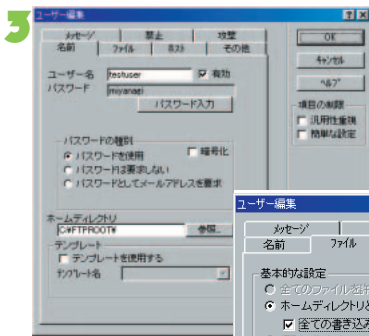 3
ユーザー編集
メッセージ 禁止 攻撃
名前 ファイル ホスト その他
OK
キャンセル
ヘルプ
ユーザー名 testuser 有効
パスワード miyanagi
パスワード入力
項目の制限
汎用性重視
簡単な設定
パスワードの種別
パスワードを使用 暗号化
パスワードは要求しない
パスワードとしてメールアドレスを要求
ホームディレクトリ
C:¥FTPROOT¥ 参照...
テンプレート
テンプレートを使用する
テンプレート名
ユーザー編集
メッセージ
名前 ファイル
基本的な設定
全てのファイルを許
ホームディレクトリと
全ての書き込み